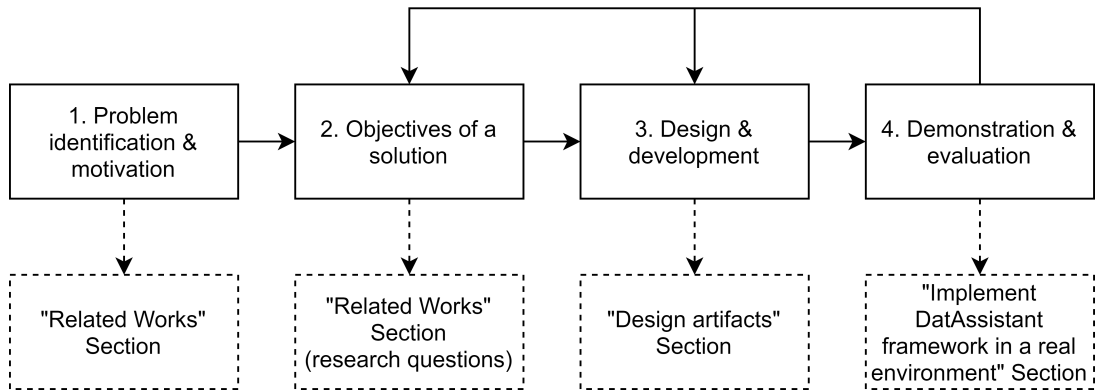 1. Problem
identification &
motivation
2. Objectives of a
solution
3. Design &
development
4. Demonstration &
evaluation
"Related Works"
Section
"Related Works"
Section
(research questions)
"Design artifacts"
Section
"Implement
DatAssistant
framework in a real
environment" Section